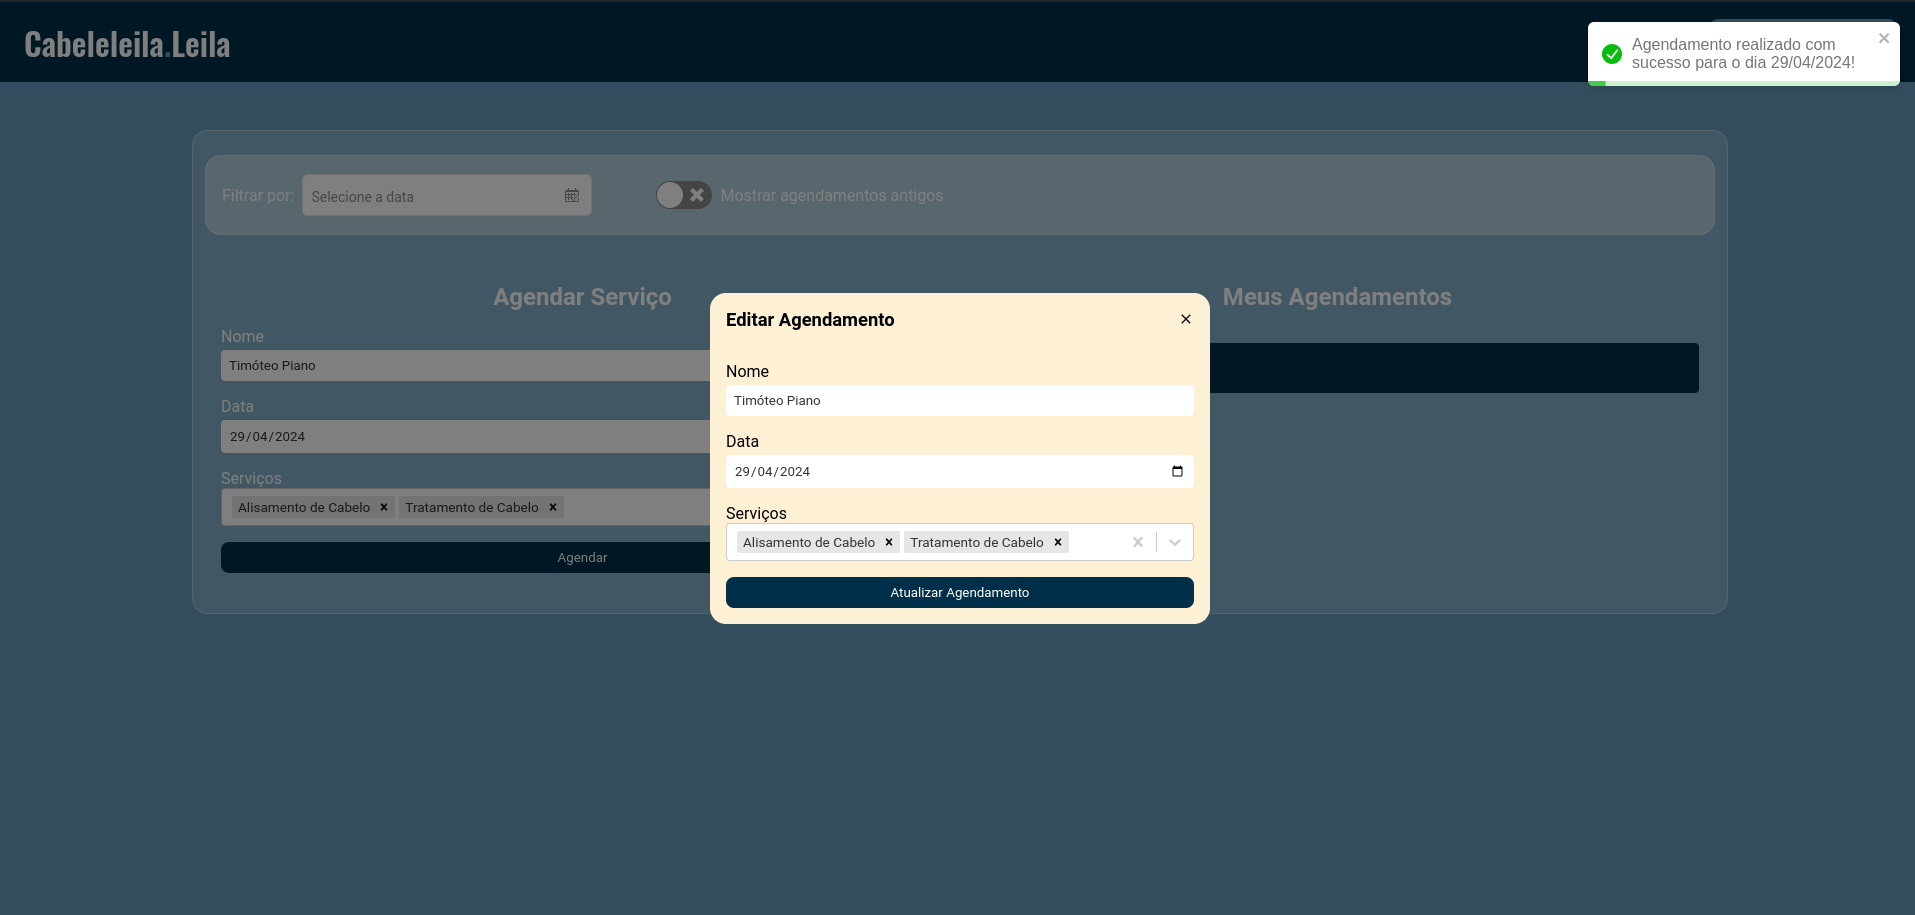 Cabeleleila.Leila
Agendamento realizado com
sucesso para o dia 29/04/2024!
Filtrar por:
Selecione a data
Mostrar agendamentos antigos
Agendar Serviço
Meus Agendamentos
Nome
Timóteo Piano
Data
29/04/2024
Serviços
Alisamento de Cabelo
Tratamento de Cabelo
Agendar
Editar Agendamento
Nome
Timóteo Piano
Data
29/04/2024
Serviços
Alisamento de Cabelo
Tratamento de Cabelo
Atualizar Agendamento